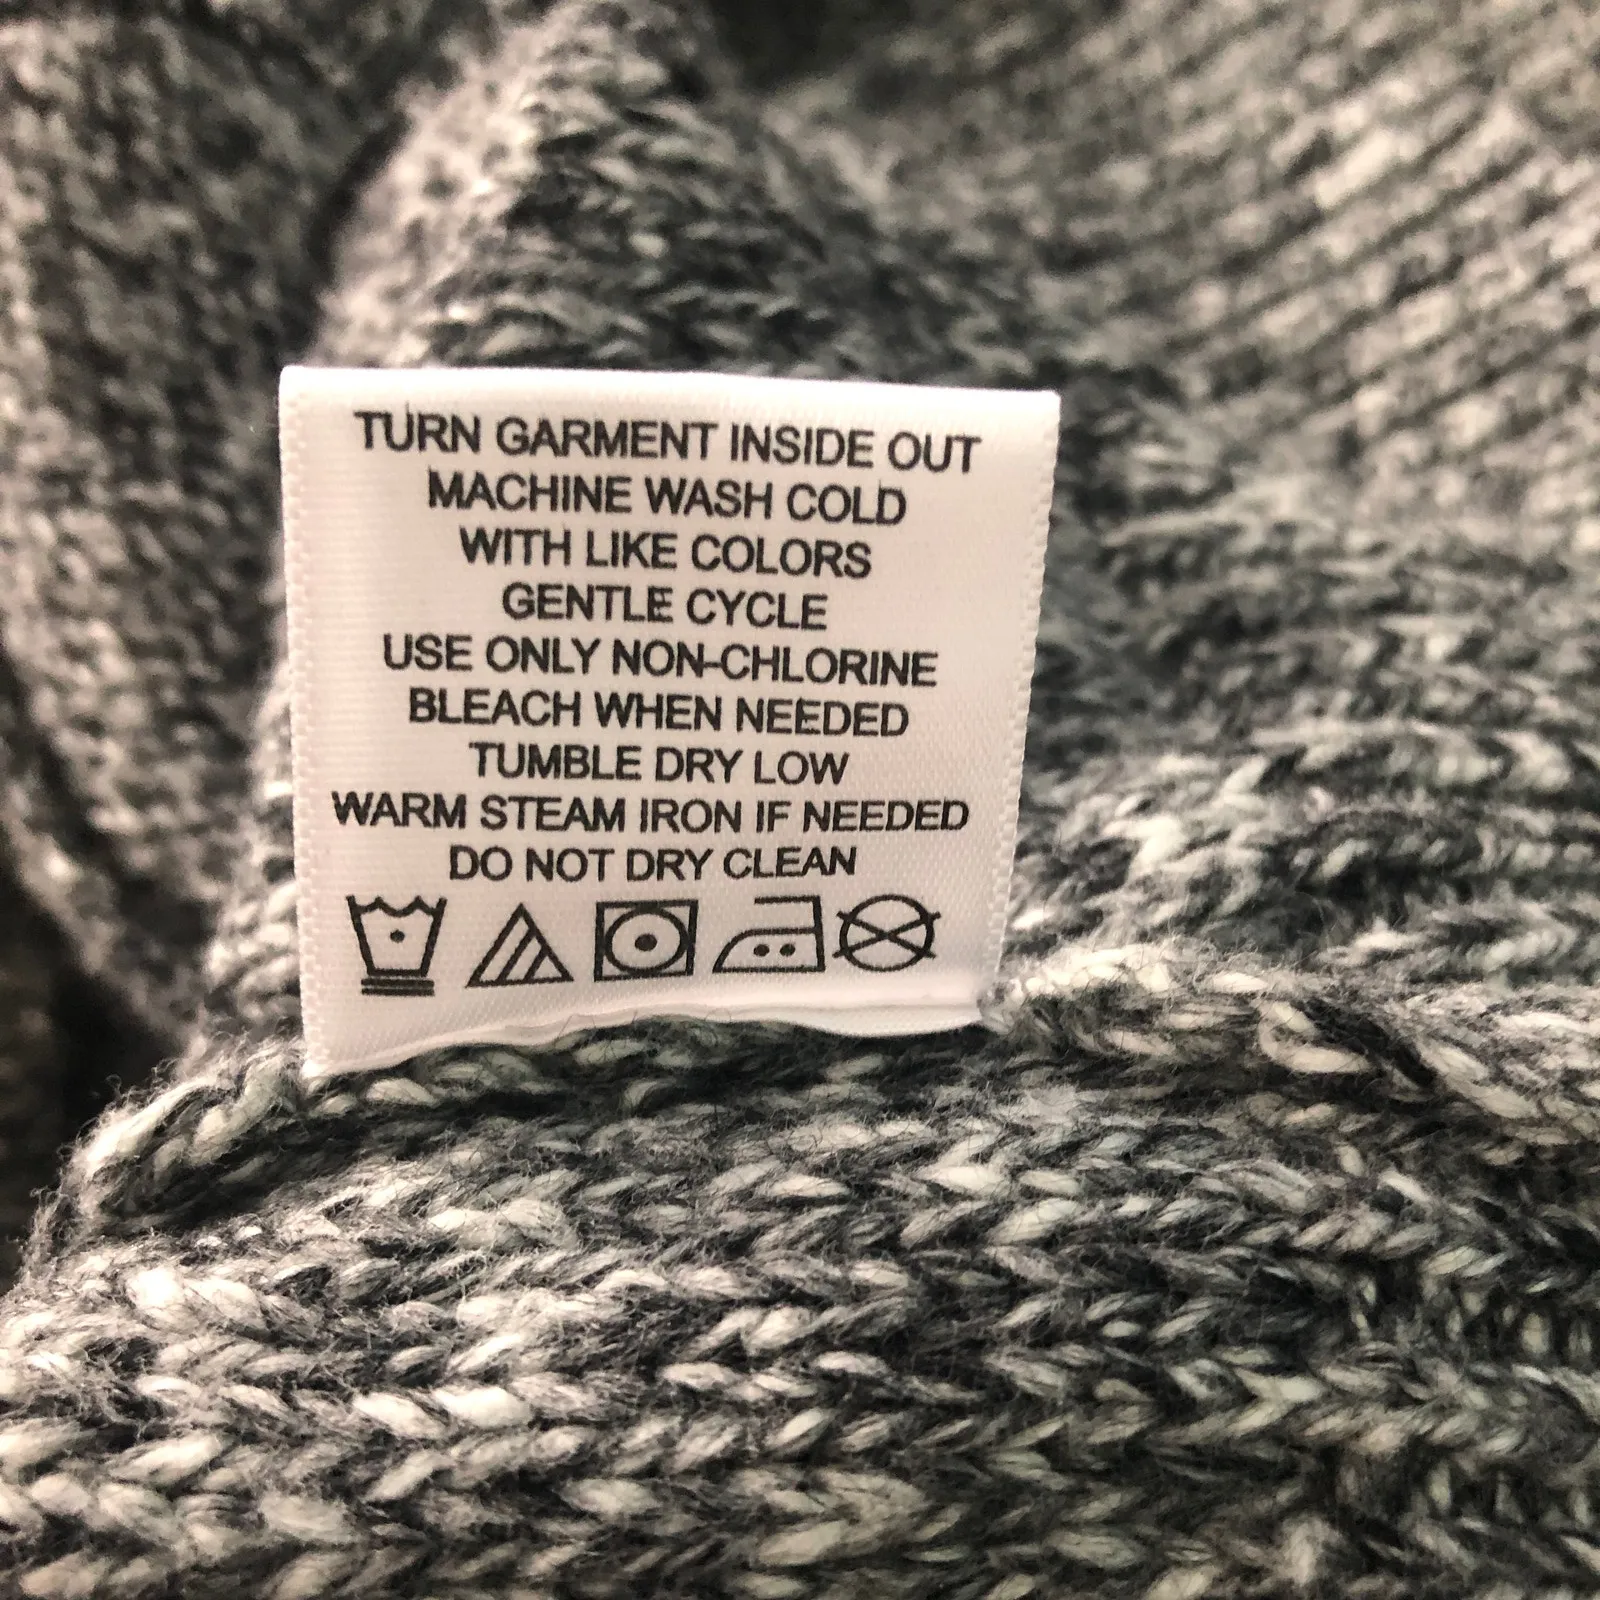 TURN GARMENT INSIDE OUT
MACHINE WASH COLD
WITH LIKE COLORS
GENTLE CYCLE
USE ONLY NON-CHLORINE
BLEACH WHEN NEEDED
TUMBLE DRY LOW
WARM STEAM IRON IF NEEDED
DO NOT DRY CLEAN